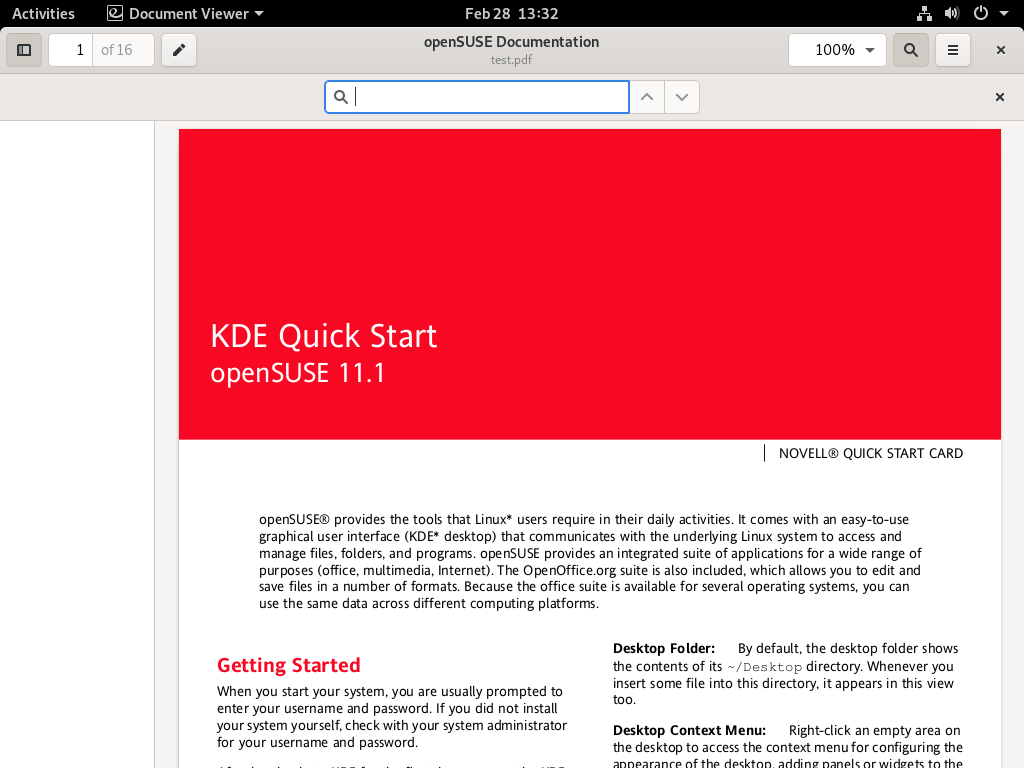 Activities
Document Viewer
Feb 28 13:32
1
of 16
openSUSE Documentation
test.pdf
100%
KDE Quick Start
openSUSE 11.1
NOVELL® QUICK START CARD
openSUSE® provides the tools that Linux* users require in their daily activities. It comes with an easy-to-use
graphical user interface (KDE* desktop) that communicates with the underlying Linux system to access and
manage files, folders, and programs. openSUSE provides an integrated suite of applications for a wide range of
purposes (office, multimedia, Internet). The OpenOffice.org suite is also included, which allows you to edit and
save files in a number of formats. Because the office suite is available for several operating systems, you can
use the same data across different computing platforms.
Getting Started
When you start your system, you are usually prompted to
enter your username and password. If you did not install
your system yourself, check with your system administrator
for your username and password.
Desktop Folder: By default, the desktop folder shows
the contents of its ~/Desktop directory. Whenever you
insert some file into this directory, it appears in this view
too.
Desktop Context Menu: Right-click an empty area on
the desktop to access the context menu for configuring the
appearance of the desktop, adding panels or widgets to the